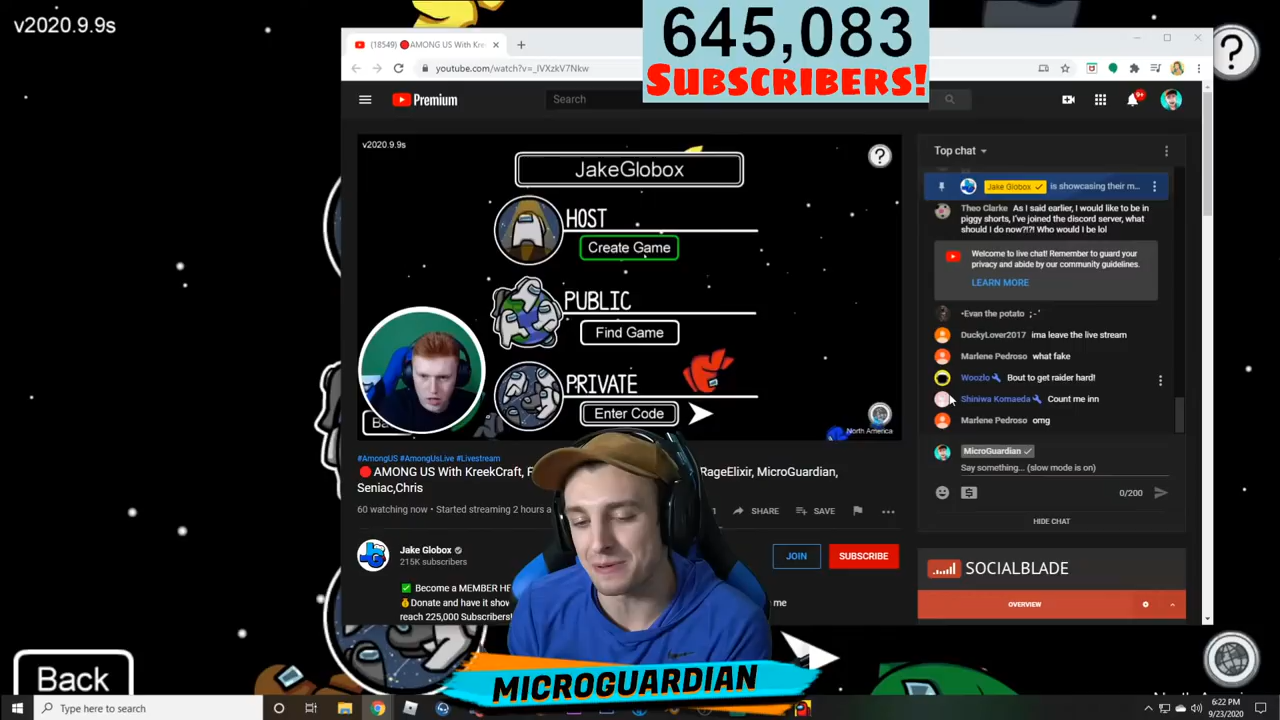 v2020.9.9s
645,083
SUBSCRIBERS!
(18549) 🔴AMONG US With Kre
youtube.com/watch?v=_lVXzkV7Nkw
Premium
Search
9+
v2020.9.9s
JakeGlobox
HOST
Create Game
PUBLIC
Find Game
PRIVATE
Enter Code
Ba
North America
#AmongUS #AmongUsLive #Livestream
🔴 AMONG US With KreekCraft, F
RageElixir, MicroGuardian,
Seniac,Chris
60 watching now • Started streaming 2 hours a
SHARE
SAVE
Jake Globox
215K subscribers
JOIN
SUBSCRIBE
✅ Become a MEMBER HE
💰Donate and have it show
me
reach 225,000 Subscribers!
Top chat
Jake Globox ✓ is showcasing their m...
Theo Clarke As I said earlier, I would like to be in
piggy shorts, I've joined the discord server, what
should I do now?!?! Who would I be lol
Welcome to live chat! Remember to guard your
privacy and abide by our community guidelines.
LEARN MORE
•Evan the potato ;-'
DuckyLover2017 ima leave the live stream
Marlene Pedroso what fake
Woozlo Bout to get raider hard!
Shiniwa Komaeda Count me inn
Marlene Pedroso omg
MicroGuardian ✓
Say something... (slow mode is on)
0/200
HIDE CHAT
SOCIALBLADE
OVERVIEW
MICROGUARDIAN
Back
Type here to search
6:22 PM
9/23/2020